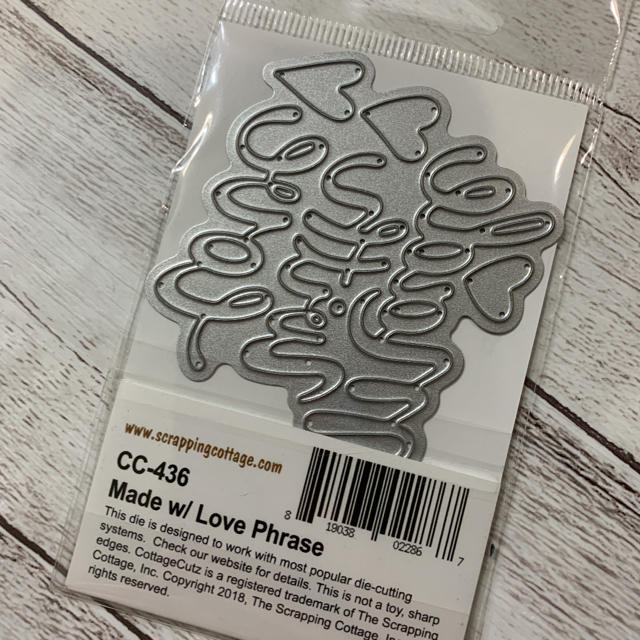 www.scrappingcottage.com
CC-436
Made w/ Love Phrase
8 19038 02286 7
This die is designed to work with most popular die-cutting
systems. Check our website for details. This is not a toy, sharp
edges. CottageCutz is a registered trademark of The Scrapping
Cottage, Inc. Copyright 2018, The Scrapping Cottage, In
rights reserved.